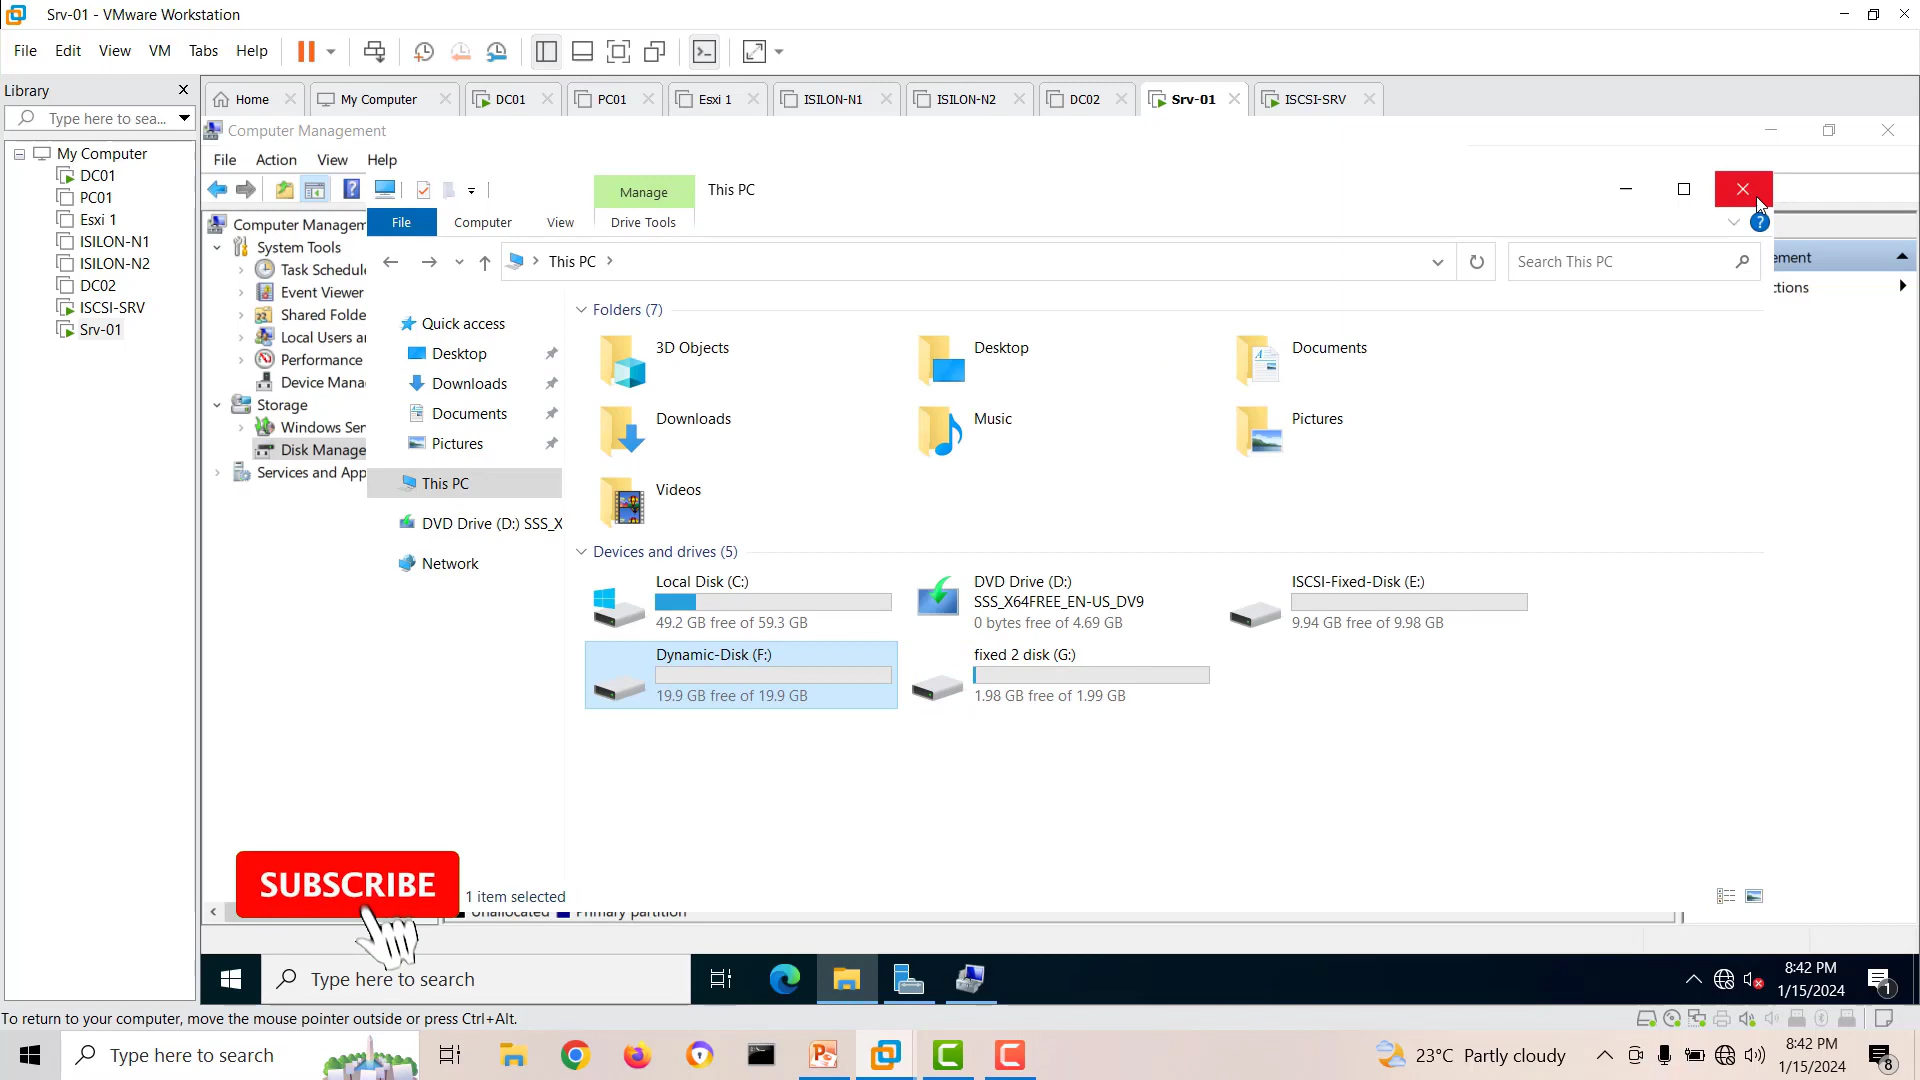 Srv-01 - VMware Workstation
File Edit View VM Tabs Help
Library
Type here to sea...
Home
My Computer
DC01
PC01
Esxi 1
ISILON-N1
ISILON-N2
DC02
Srv-01
ISCSI-SRV
My Computer
DC01
PC01
Esxi 1
ISILON-N1
ISILON-N2
DC02
ISCSI-SRV
Srv-01
Computer Management
File Action View Help
Computer Managem
System Tools
Task Schedule
Event Viewer
Shared Folde
Local Users a
Performance
Device Mana
Storage
Windows Ser
Disk Manage
Services and App
Manage
This PC
File
Computer
View
Drive Tools
This PC
Search This PC
ement
ctions
Quick access
Desktop
Downloads
Documents
Pictures
This PC
DVD Drive (D:) SSS_X
Network
Folders (7)
3D Objects
Desktop
Documents
Downloads
Music
Pictures
Videos
Devices and drives (5)
Local Disk (C:)
49.2 GB free of 59.3 GB
DVD Drive (D:)
SSS_X64FREE_EN-US_DV9
0 bytes free of 4.69 GB
ISCSI-Fixed-Disk (E:)
9.94 GB free of 9.98 GB
Dynamic-Disk (F:)
19.9 GB free of 19.9 GB
fixed 2 disk (G:)
1.98 GB free of 1.99 GB
SUBSCRIBE
1 item selected
Unallocated Primary partition
Type here to search
8:42 PM
1/15/2024
1
To return to your computer, move the mouse pointer outside or press Ctrl+Alt.
Type here to search
23°C Partly cloudy
8:42 PM
1/15/2024
8